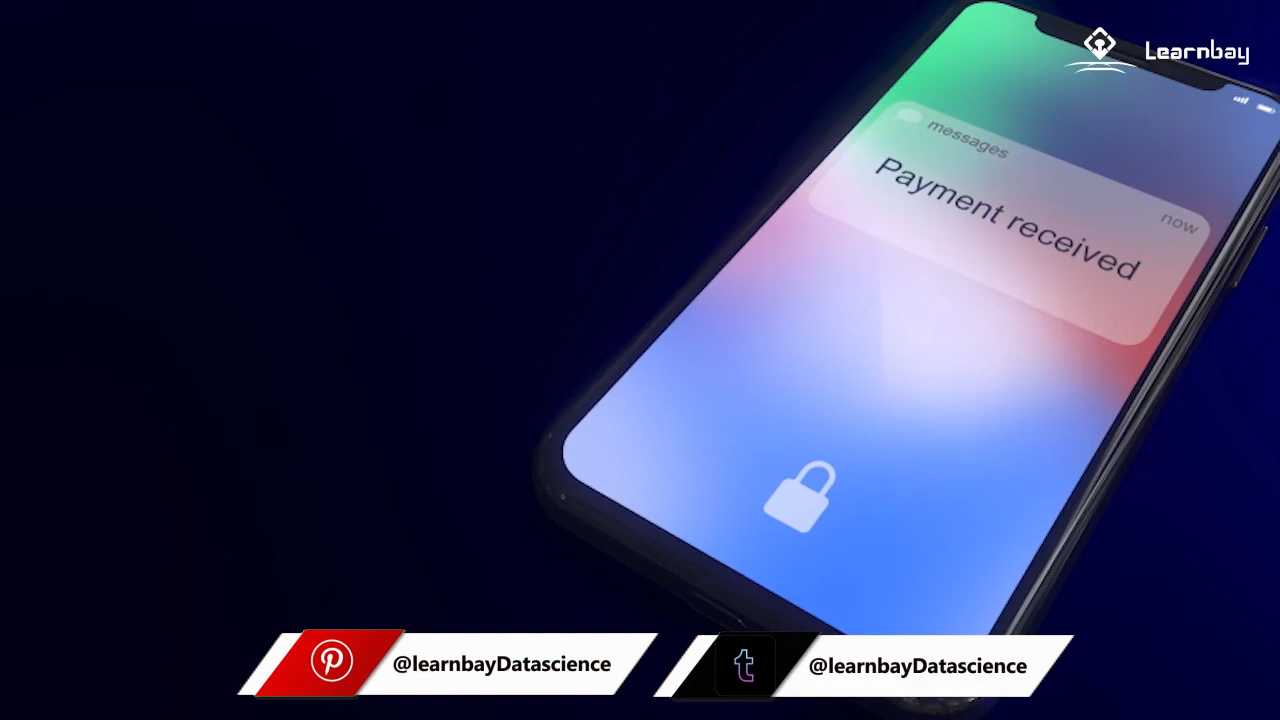 Learnbay
messages
now
Payment received
@learnbayDatascience
@learnbayDatascience